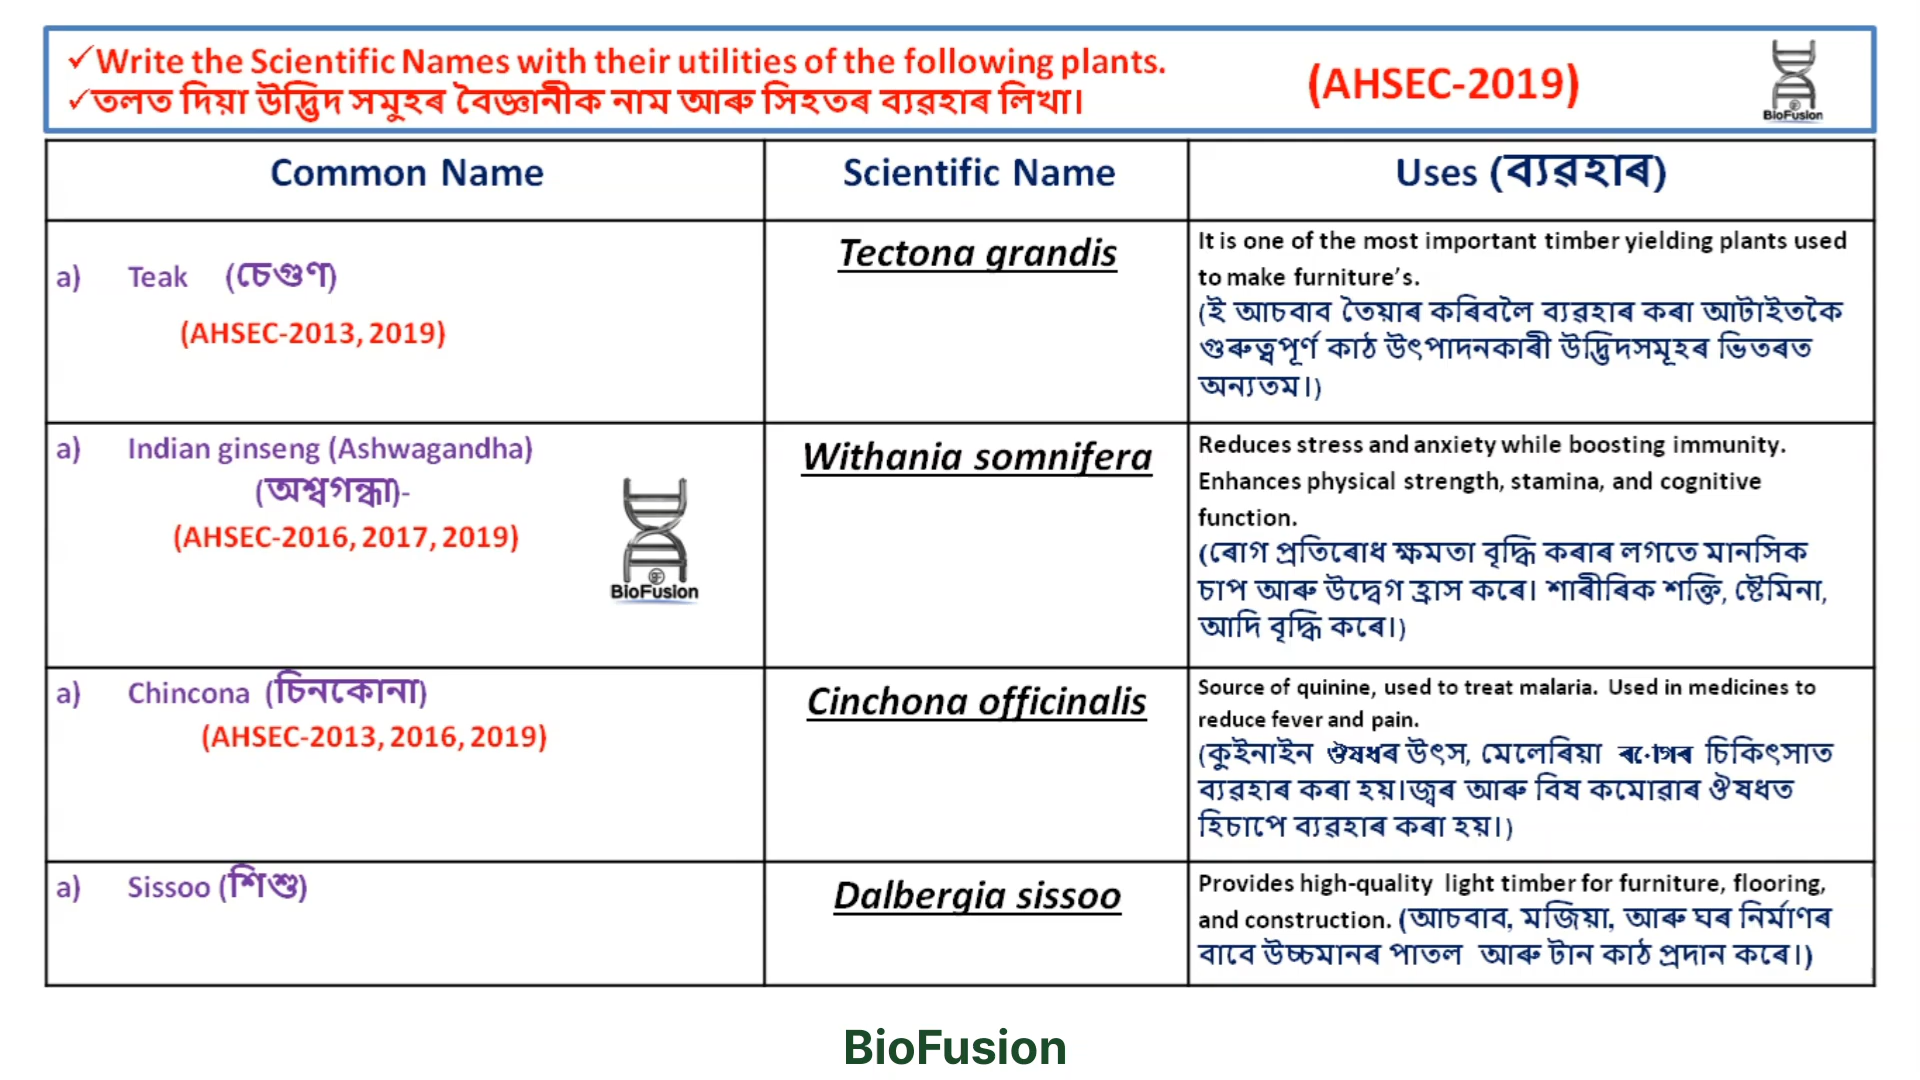 ✓Write the Scientific Names with their utilities of the following plants.
✓তলত দিয়া উদ্ভিদ সমুহৰ বৈজ্ঞানীক নাম আৰু সিহতৰ ব্যৱহাৰ লিখা।
(AHSEC-2019)
BioFusion
Common Name
Scientific Name
Uses (ব্যৱহাৰ)
a) Teak (চেগুণ)
(AHSEC-2013, 2019)
Tectona grandis
It is one of the most important timber yielding plants used
to make furniture’s.
(ই আচবাব তৈয়াৰ কৰিবলৈ ব্যৱহাৰ কৰা আটাইতকৈ
গুৰুত্বপূৰ্ণ কাঠ উৎপাদনকাৰী উদ্ভিদসমূহৰ ভিতৰত
অন্যতম।)
a) Indian ginseng (Ashwagandha)
(অশ্বগন্ধা)-
(AHSEC-2016, 2017, 2019)
BioFusion
Withania somnifera
Reduces stress and anxiety while boosting immunity.
Enhances physical strength, stamina, and cognitive
function.
(ৰোগ প্ৰতিৰোধ ক্ষমতা বৃদ্ধি কৰাৰ লগতে মানসিক
চাপ আৰু উদ্বেগ হ্ৰাস কৰে। শাৰীৰিক শক্তি, ষ্টেমিনা,
আদি বৃদ্ধি কৰে।)
a) Chincona (চিনকোনা)
(AHSEC-2013, 2016, 2019)
Cinchona officinalis
Source of quinine, used to treat malaria. Used in medicines to
reduce fever and pain.
(কুইনাইন ঔষধৰ উৎস, মেলেৰিয়া ৰোগৰ চিকিৎসাত
ব্যৱহাৰ কৰা হয়।জ্বৰ আৰু বিষ কমোৱাৰ ঔষধত
হিচাপে ব্যৱহাৰ কৰা হয়।)
a) Sissoo (শিশু)
Dalbergia sissoo
Provides high-quality light timber for furniture, flooring,
and construction. (আচবাব, মজিয়া, আৰু ঘৰ নিৰ্মাণৰ
বাবে উচ্চমানৰ পাতল আৰু টান কাঠ প্ৰদান কৰে।)
BioFusion